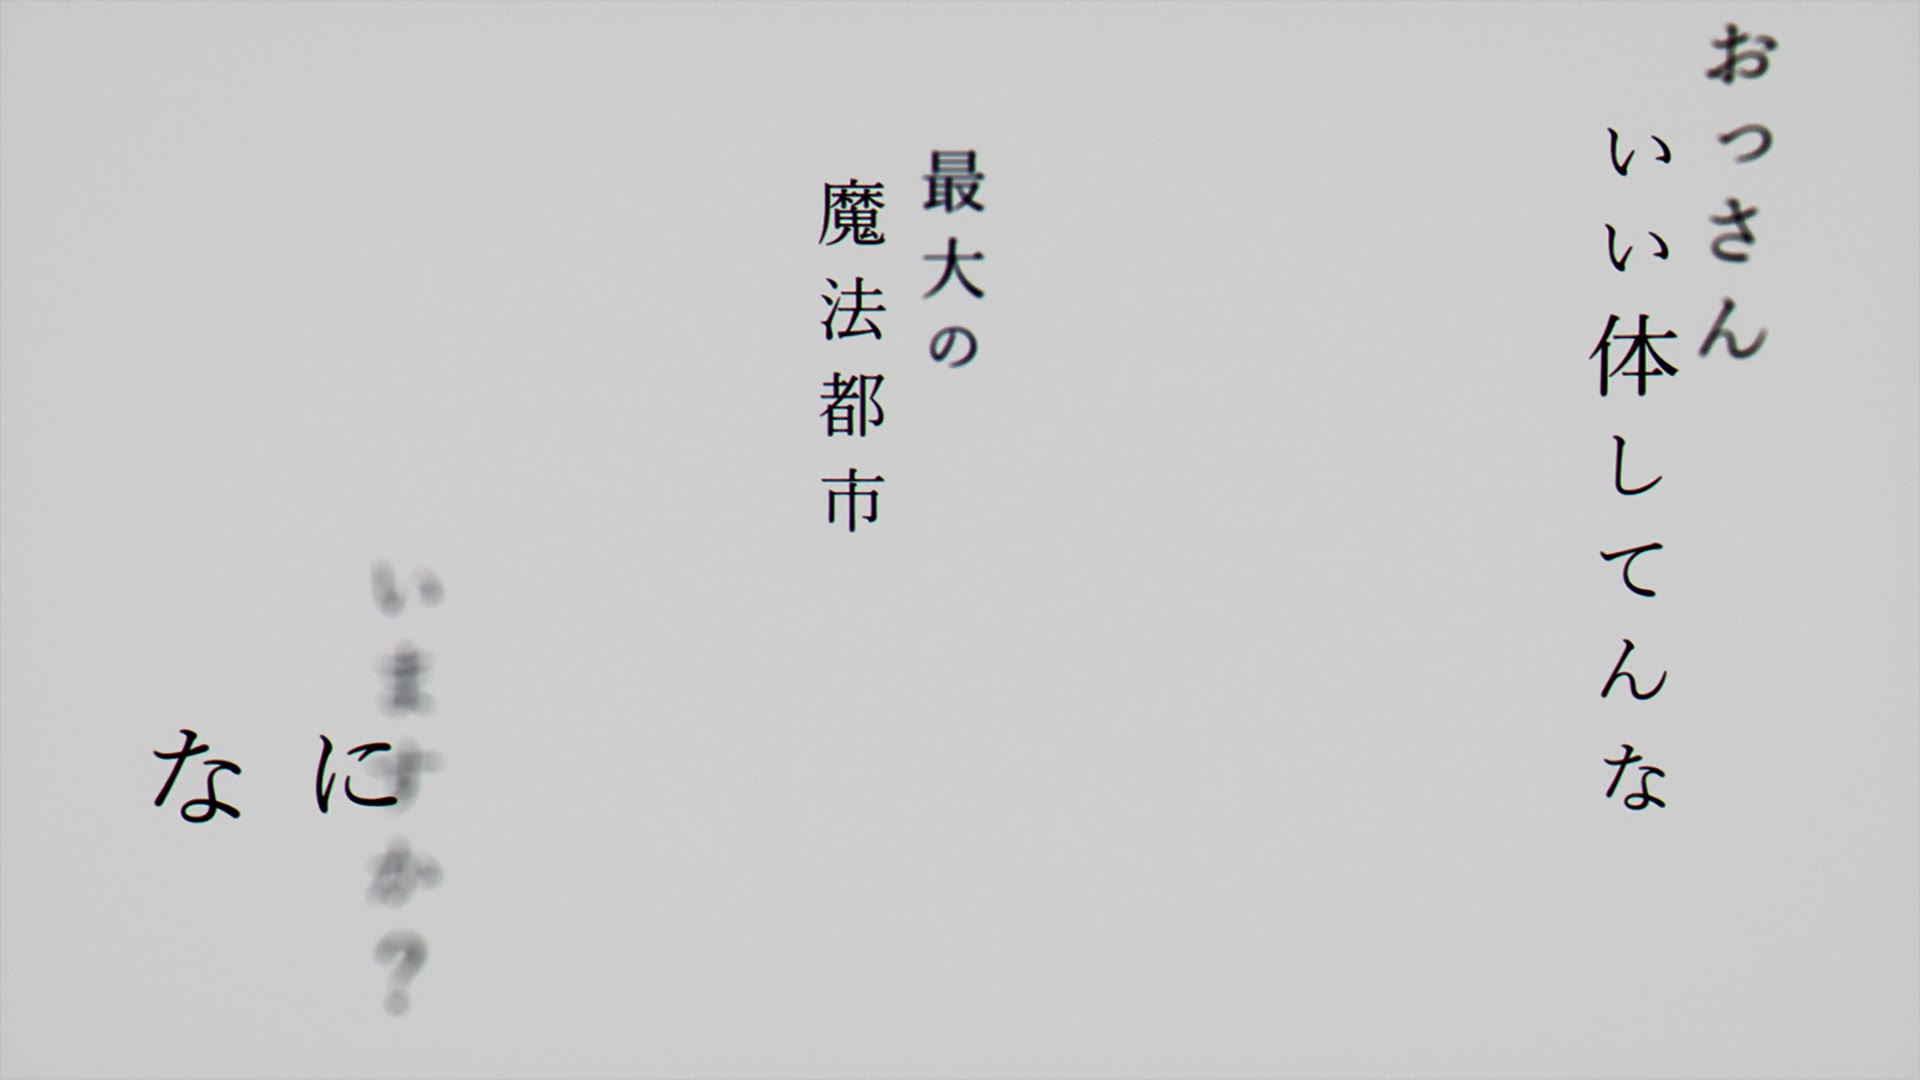 おっさん
いい体してんな
最大の
魔法都市
いますか?
なに